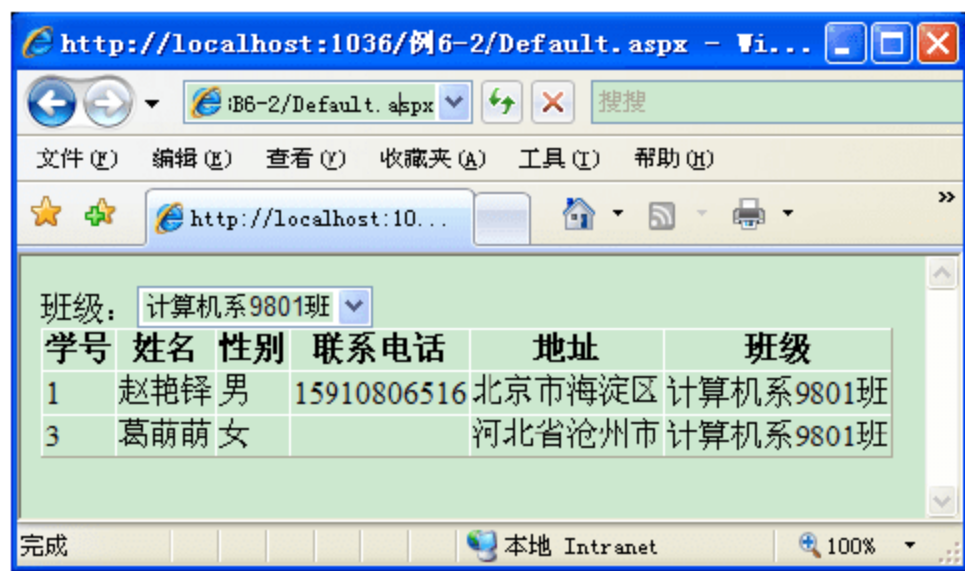 http://localhost:1036/例6-2/Default.aspx - Wi...
:B6-2/Default.aspx 搜搜
文件(F) 编辑(E) 查看(V) 收藏夹(A) 工具(T) 帮助(H)
http://localhost:10... »
班级： 计算机系9801班
学号 姓名 性别 联系电话 地址 班级
1 赵艳铎 男 15910806516 北京市海淀区 计算机系9801班
3 葛萌萌 女 河北省沧州市 计算机系9801班
完成 本地 Intranet 100%